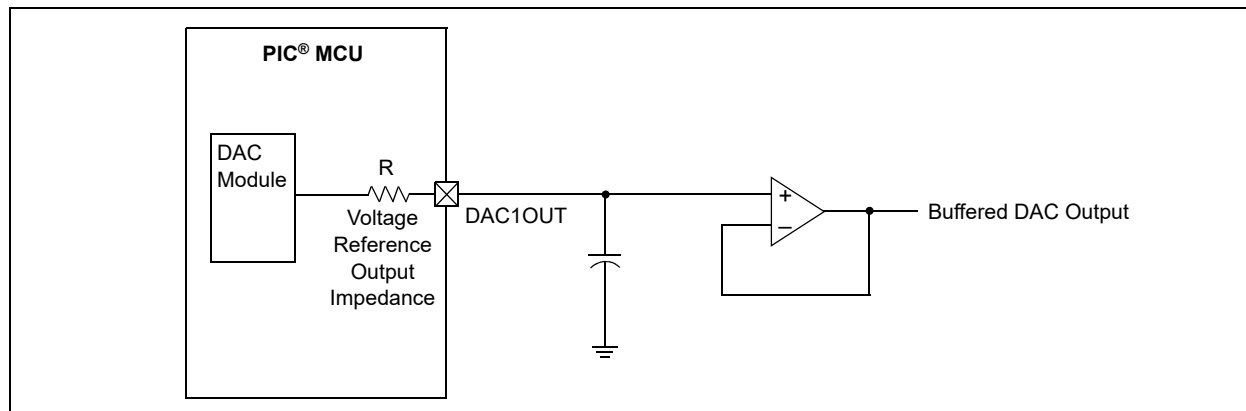 PIC® MCU
DAC
Module
R
Voltage
Reference
Output
Impedance
DAC1OUT
+
–
Buffered DAC Output